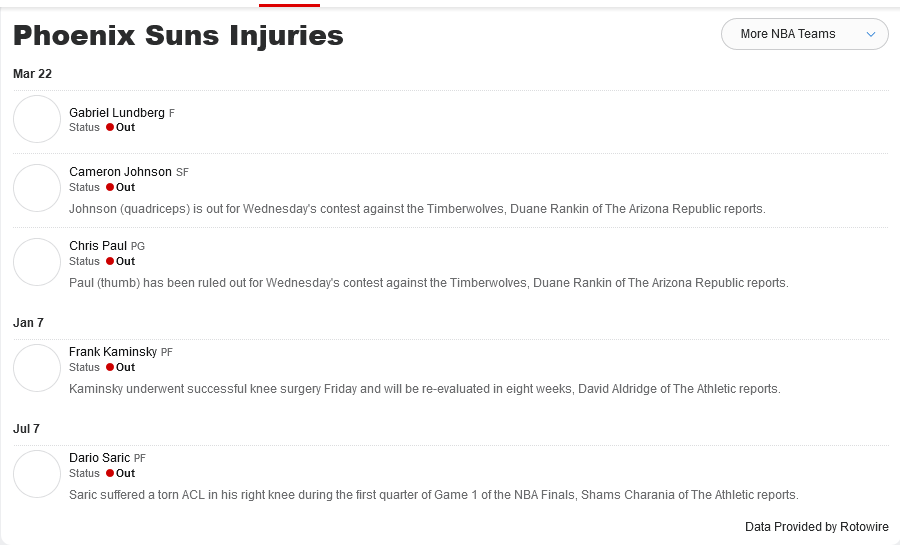 Phoenix Suns Injuries
More NBA Teams
Mar 22
Gabriel Lundberg F
Status Out
Cameron Johnson SF
Status Out
Johnson (quadriceps) is out for Wednesday's contest against the Timberwolves, Duane Rankin of The Arizona Republic reports.
Chris Paul PG
Status Out
Paul (thumb) has been ruled out for Wednesday's contest against the Timberwolves, Duane Rankin of The Arizona Republic reports.
Jan 7
Frank Kaminsky PF
Status Out
Kaminsky underwent successful knee surgery Friday and will be re-evaluated in eight weeks, David Aldridge of The Athletic reports.
Jul 7
Dario Saric PF
Status Out
Saric suffered a torn ACL in his right knee during the first quarter of Game 1 of the NBA Finals, Shams Charania of The Athletic reports.
Data Provided by Rotowire